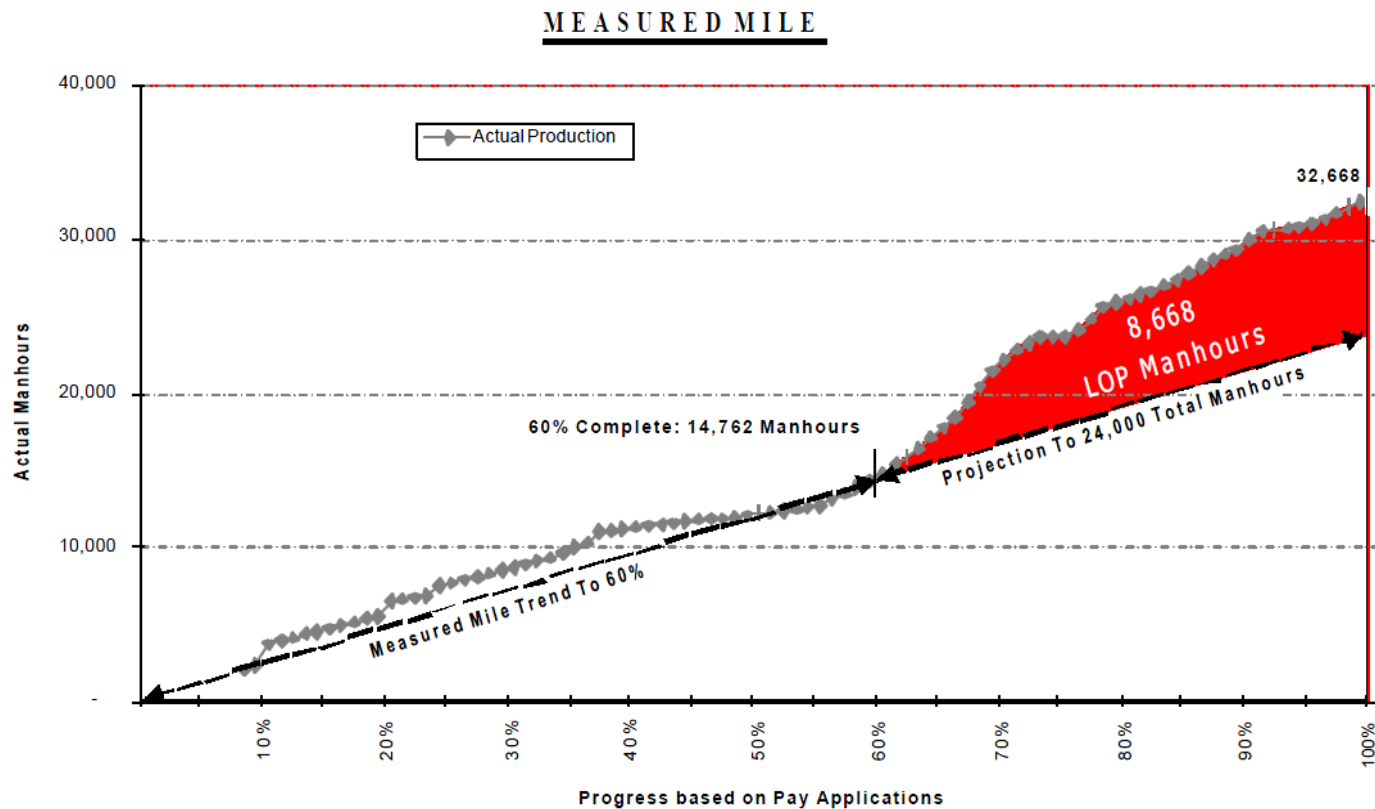 MEASURED MILE
40,000
Actual Production
32,668
30,000
8,668
LOP Manhours
20,000
60% Complete: 14,762 Manhours
Projection To 24,000 Total Manhours
10,000
Measured Mile Trend To 60%
-
Actual Manhours
10%
20%
30%
40%
50%
60%
70%
80%
90%
100%
Progress based on Pay Applications